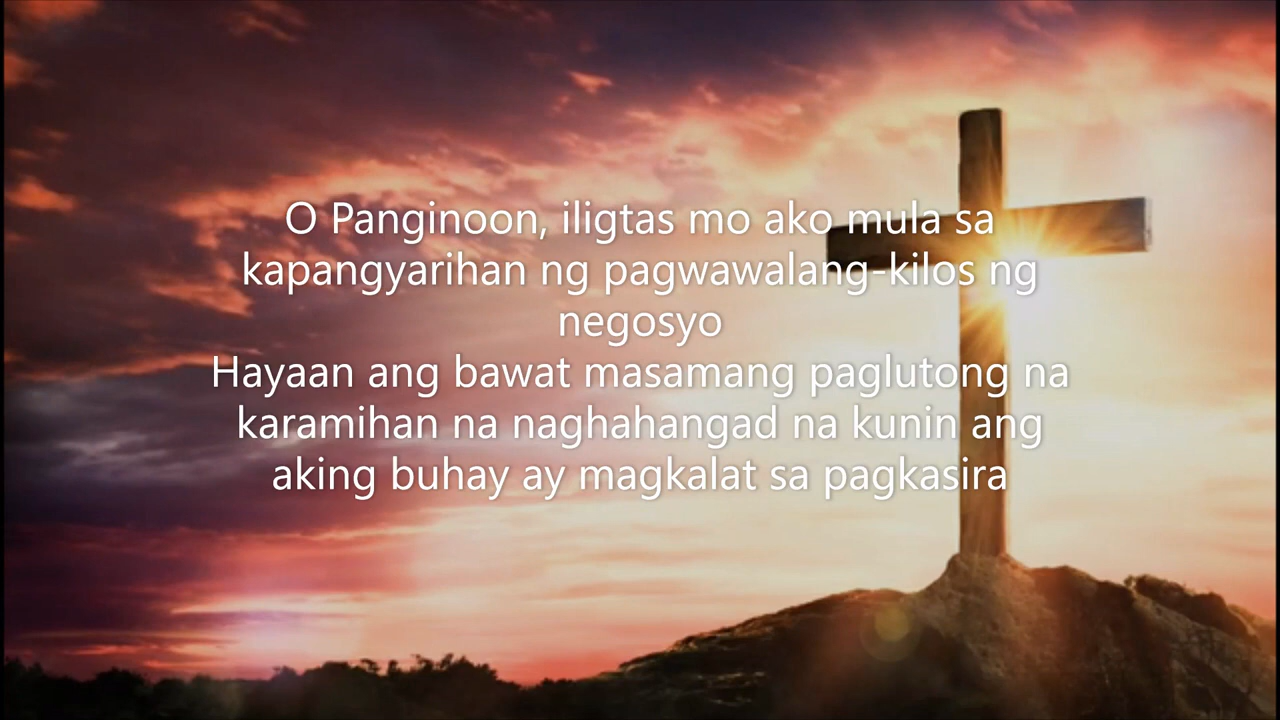 O Panginoon, iligtas mo ako mula sa
kapangyarihan ng pagwawalang-kilos ng
negosyo
Hayaan ang bawat masamang paglutong na
karamihan na naghahangad na kunin ang
aking buhay ay magkalat sa pagkasira